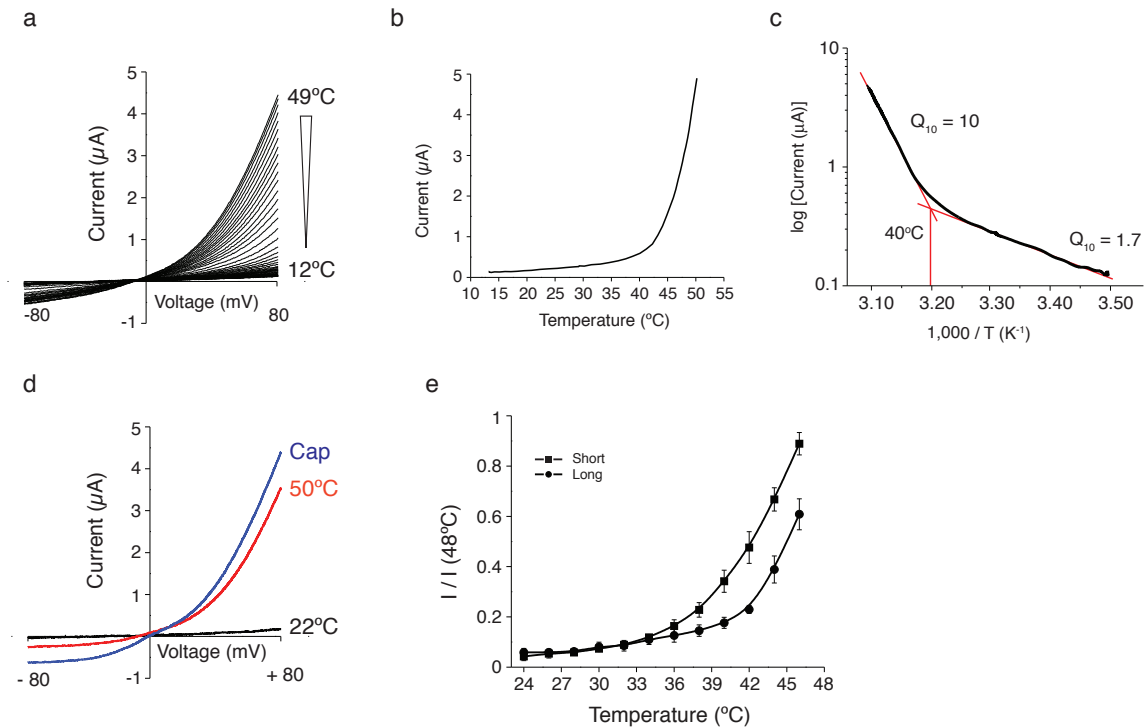 a
5
4
3
2
1
-1
Current (µA)
49ºC
12ºC
-80
Voltage (mV)
80
b
5
4
3
2
1
0
Current (µA)
10 15 20 25 30 35 40 45 50 55
Temperature (ºC)
c
10
1
0.1
log [Current (µA)]
Q10 = 10
40ºC
Q10 = 1.7
3.10 3.20 3.30 3.40 3.50
1,000 / T (K-1)
d
5
4
3
2
1
-1
Current (µA)
Cap
50ºC
22ºC
- 80
Voltage (mV)
+ 80
e
1
0.8
0.6
0.4
0.2
0
I / I (48ºC)
Short
Long
24 27 30 33 36 39 42 45 48
Temperature (ºC)